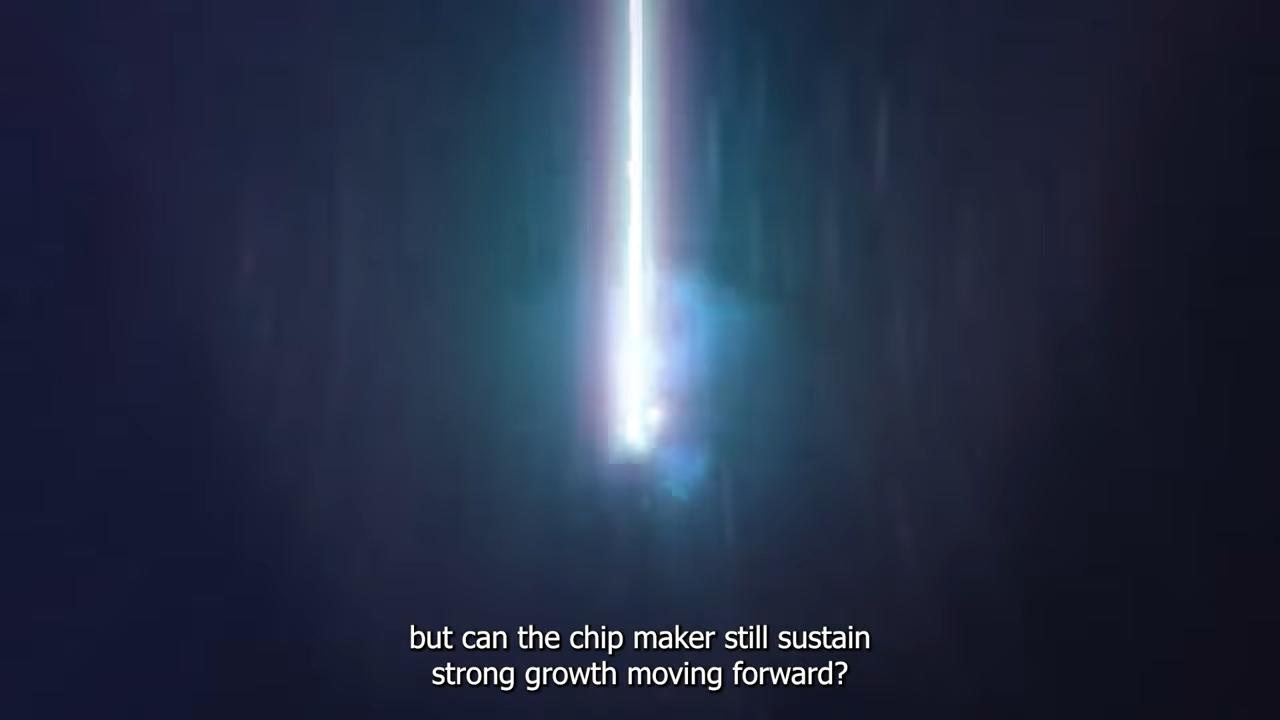 but can the chip maker still sustain
strong growth moving forward?